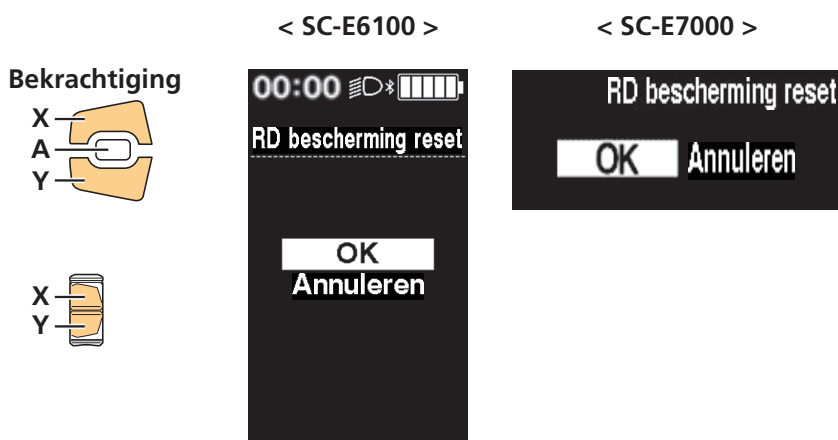 < SC-E6100 >
< SC-E7000 >
Bekrachtiging
X
A
Y
X
Y
00:00
RD bescherming reset
OK
Annuleren
RD bescherming reset
OK Annuleren